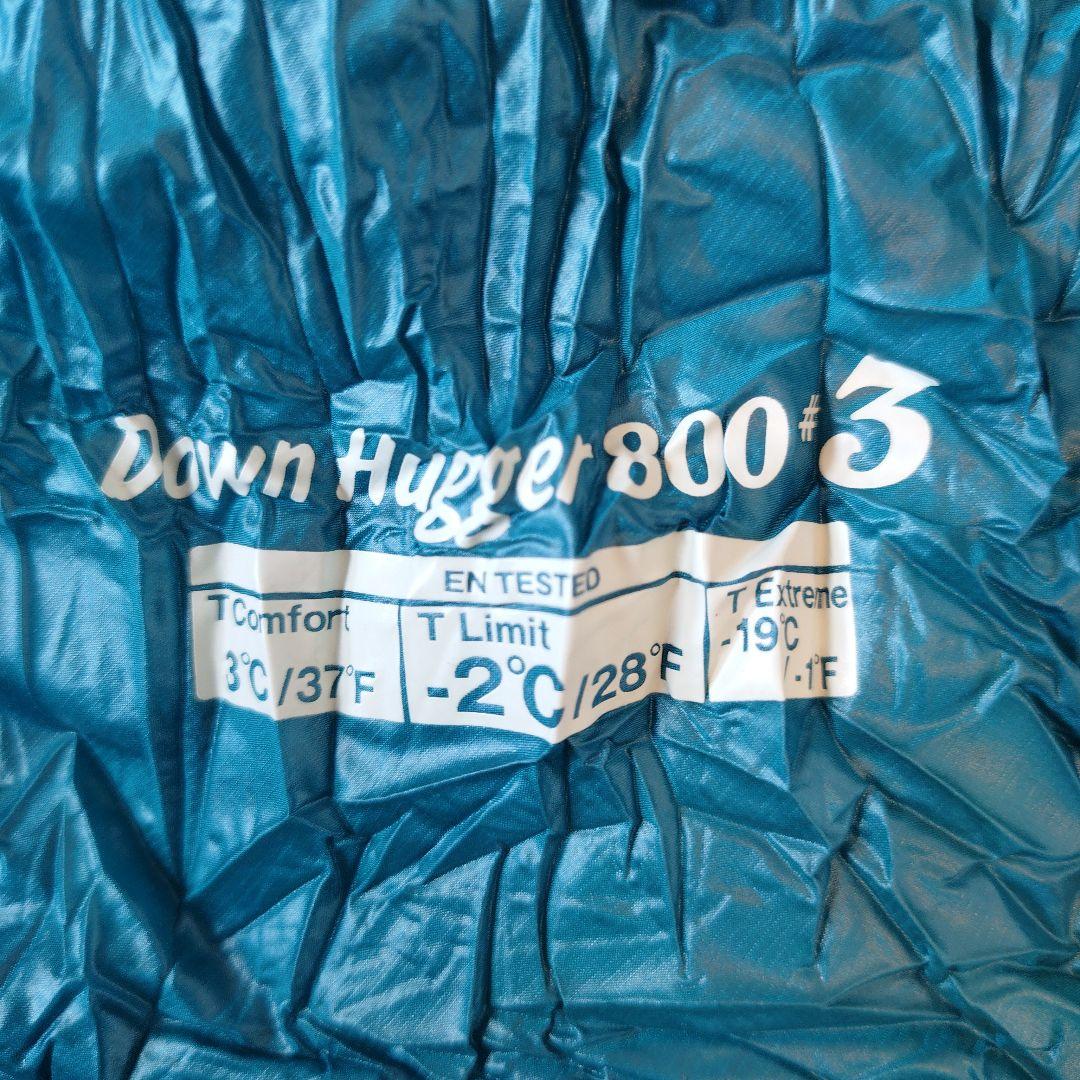 Down Hugger 800 #3
EN TESTED
T Comfort
3°C/37°F
T Limit
-2°C/28°F
T Extreme
-19°C
/-1°F